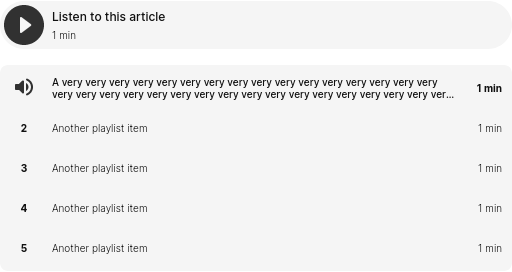 Listen to this article
1 min
A very very very very very very very very very very very very very very very very
very very very very very very very very very very very very very very very very ver...
1 min
2 Another playlist item 1 min
3 Another playlist item 1 min
4 Another playlist item 1 min
5 Another playlist item 1 min